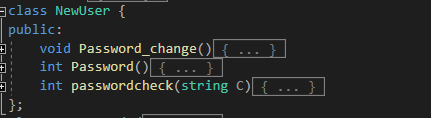 class NewUser {
public:
void Password_change(){ ... }
int Password(){ ... }
int passwordcheck(string C){ ... }
};